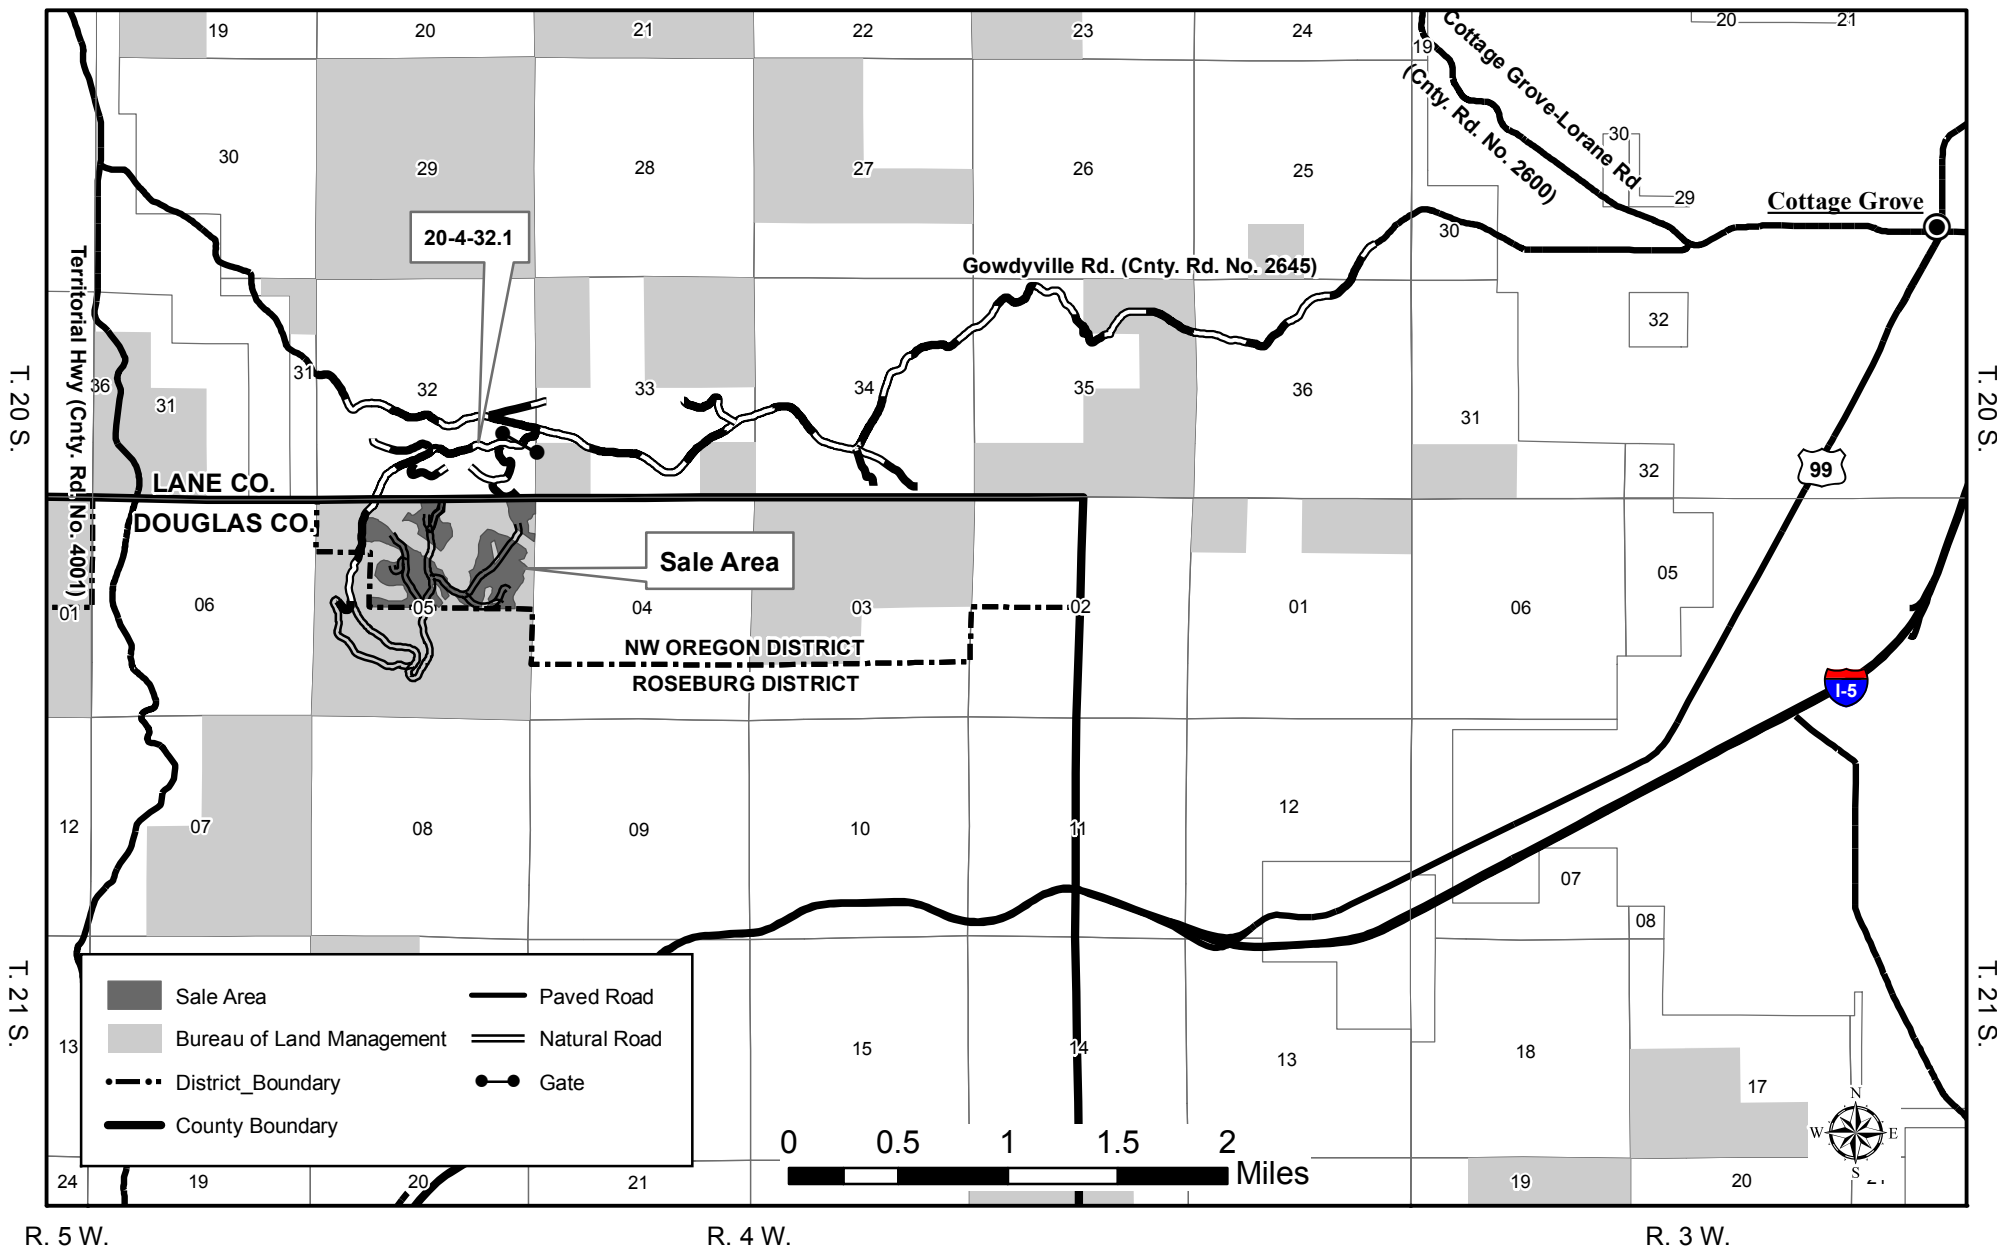 19
20
21
22
23
24
19
20
21
Cottage Grove-Lorane Rd
(Cnty. Rd. No. 2600)
30
29
28
27
26
25
30
29
30
Cottage Grove
20-4-32.1
Gowdyville Rd. (Cnty. Rd. No. 2645)
Territorial Hwy (Cnty. Rd. No. 4001)
32
T. 20 S.
36
31
31
32
33
34
35
36
31
32
T. 20 S.
99
LANE CO.
DOUGLAS CO.
Sale Area
01
06
05
04
03
02
01
06
05
NW OREGON DISTRICT
ROSEBURG DISTRICT
I-5
12
07
08
09
10
11
12
07
08
T. 21 S.
13
15
14
13
18
17
T. 21 S.
Sale Area
Bureau of Land Management
District_Boundary
County Boundary
Paved Road
Natural Road
Gate
0 0.5 1 1.5 2
Miles
N
W E
S
24
19
20
21
19
20
R. 5 W.
R. 4 W.
R. 3 W.